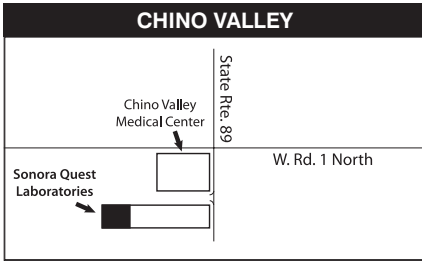 CHINO VALLEY
State Rte. 89
Chino Valley
Medical Center
W. Rd. 1 North
Sonora Quest
Laboratories